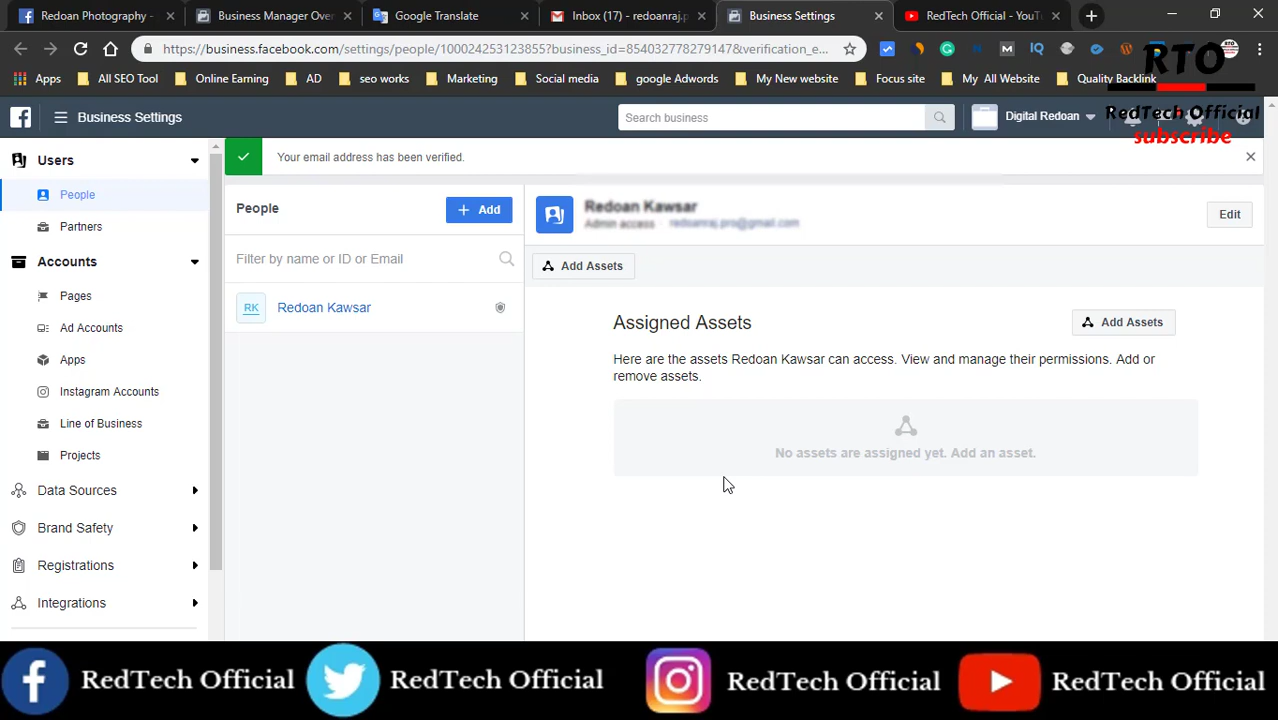 Redoan Photography -
Business Manager Over
Google Translate
Inbox (17) - redoanraj.p
Business Settings
RedTech Official - YouT
https://business.facebook.com/settings/people/100024253123855?business_id=854032778279147&verification_e...
Apps
All SEO Tool
Online Earning
AD
seo works
Marketing
Social media
google Adwords
My New website
Focus site
My All Website
Quality Backlink
RTO
RedTech Official
subscribe
Business Settings
Search business
Digital Redoan
Users
People
Partners
Accounts
Pages
Ad Accounts
Apps
Instagram Accounts
Line of Business
Projects
Data Sources
Brand Safety
Registrations
Integrations
Your email address has been verified.
People
+ Add
Filter by name or ID or Email
RK
Redoan Kawsar
Redoan Kawsar
Admin access · redoanraj.pro@gmail.com
Edit
Add Assets
Assigned Assets
Add Assets
Here are the assets Redoan Kawsar can access. View and manage their permissions. Add or
remove assets.
No assets are assigned yet. Add an asset.
RedTech Official
RedTech Official
RedTech Official
RedTech Official